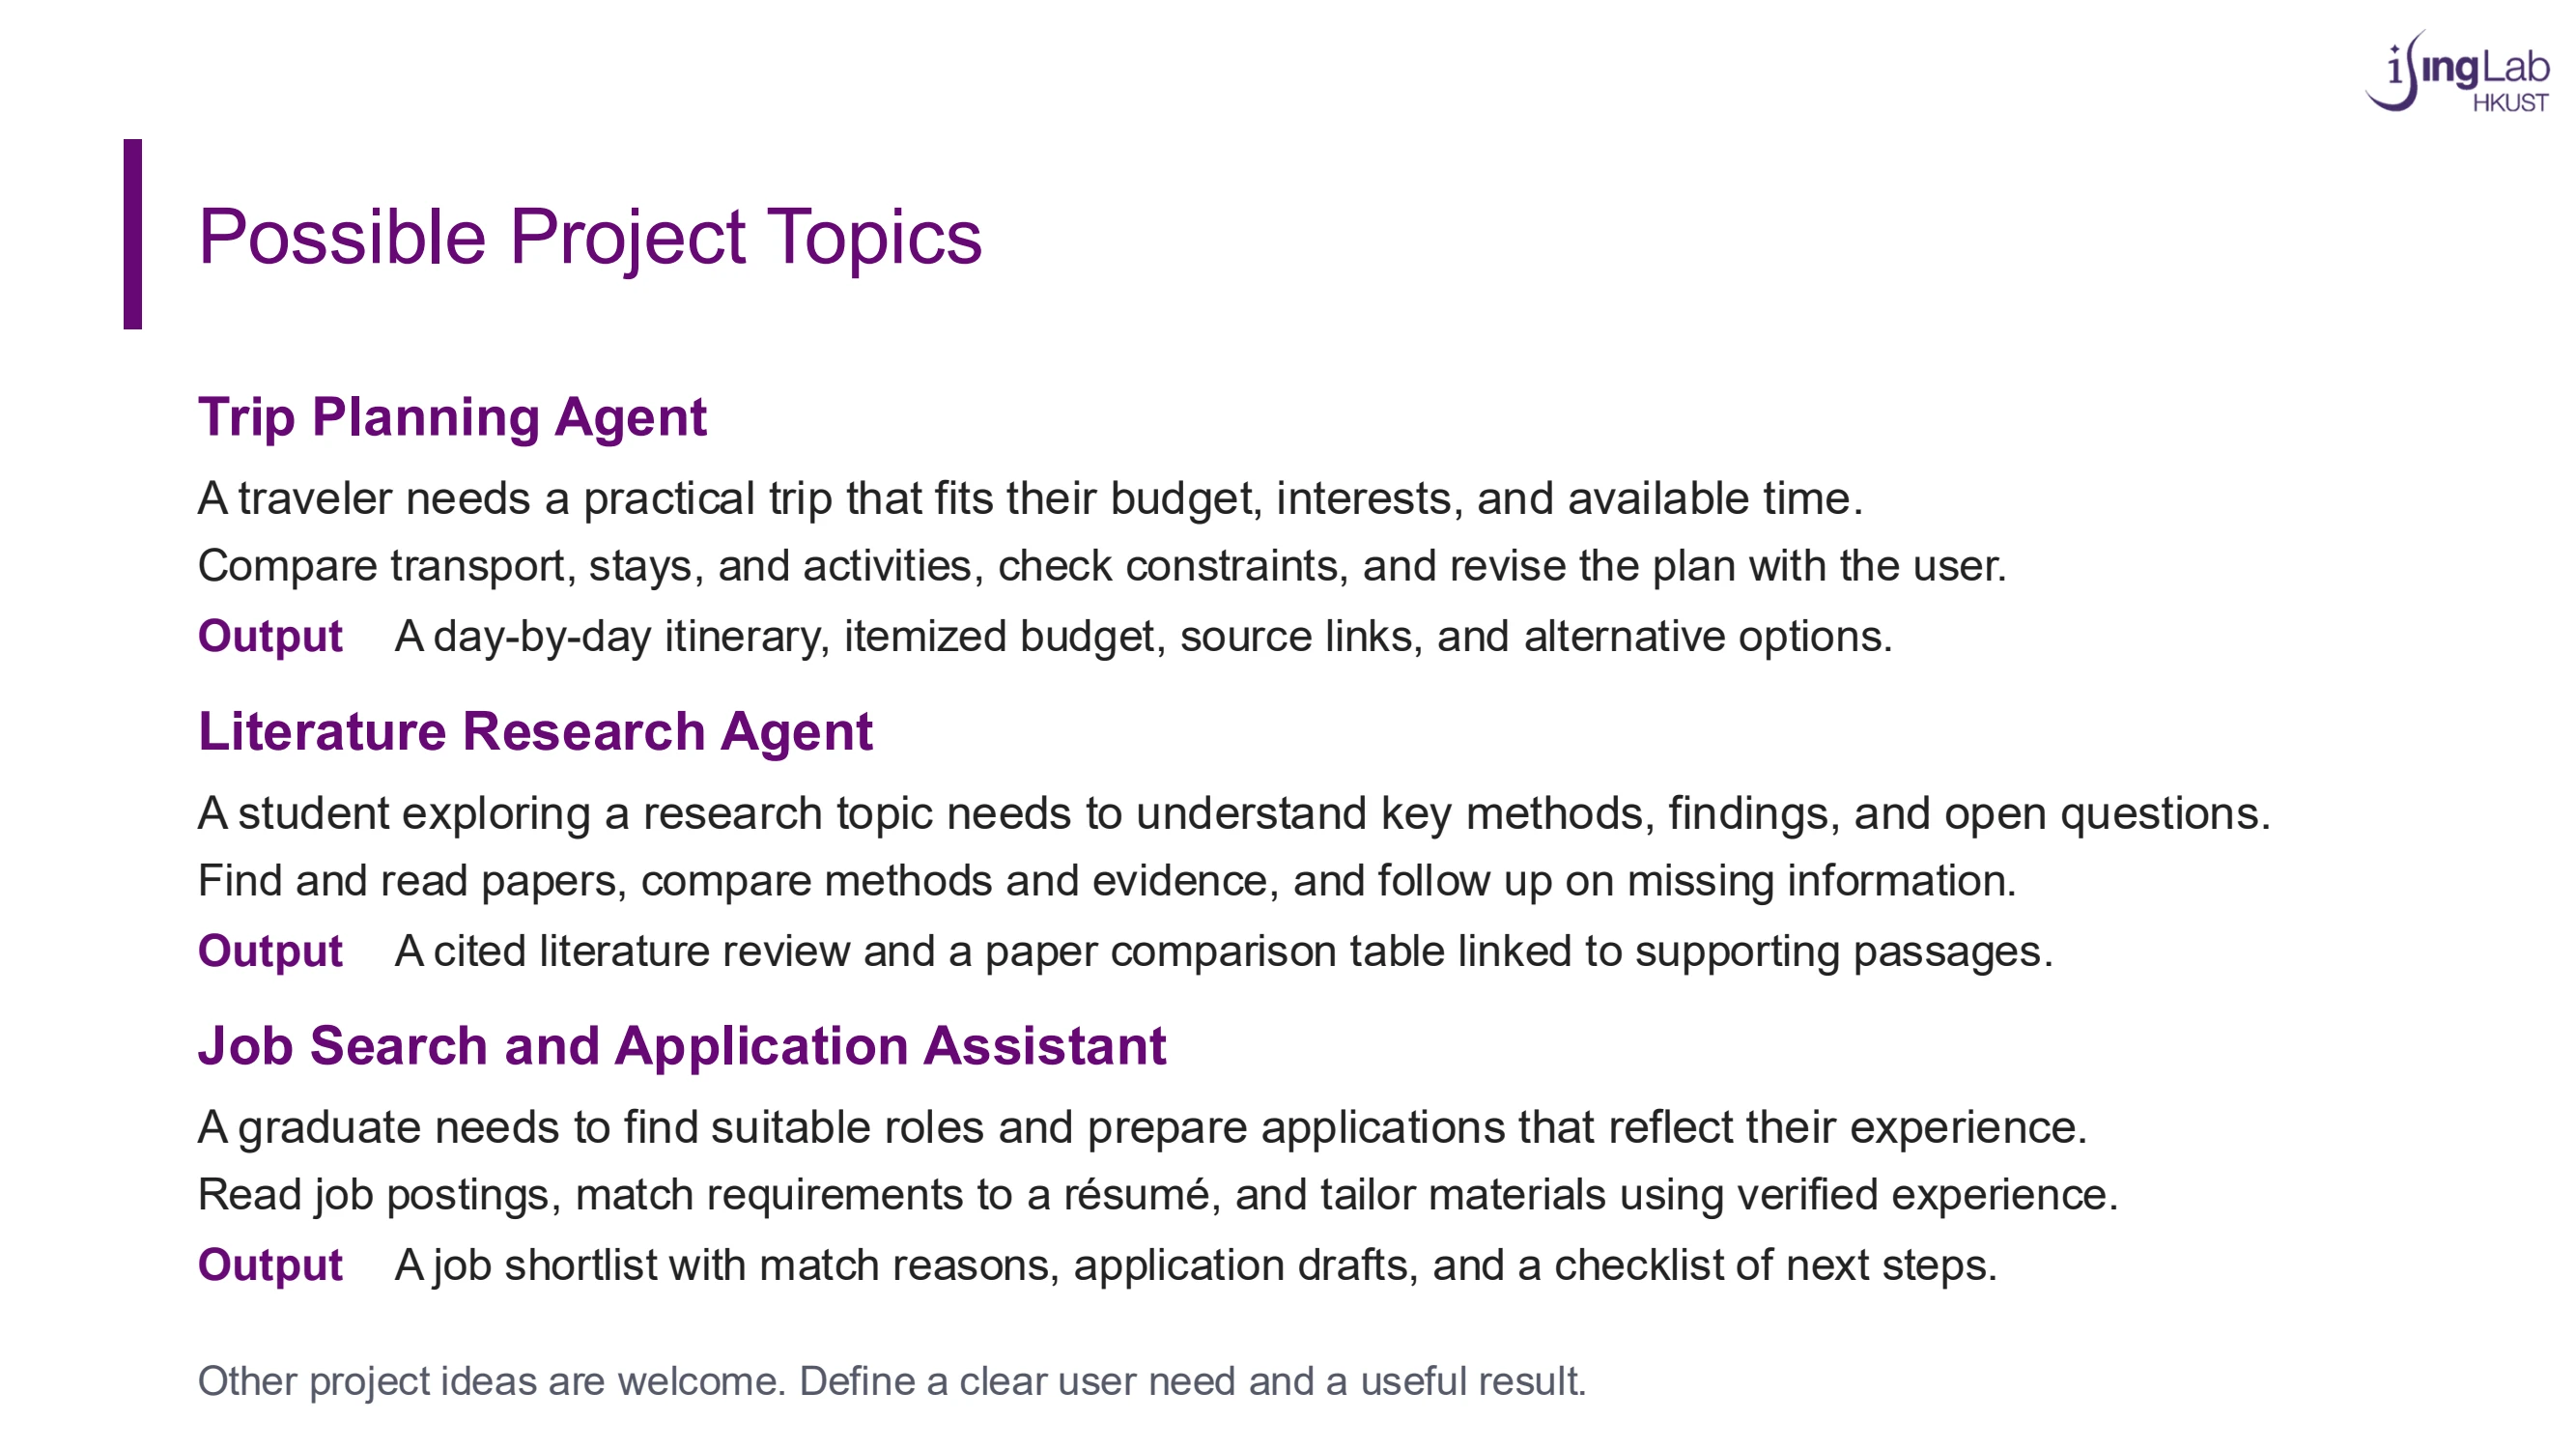 iSingLab
HKUST
Possible Project Topics
Trip Planning Agent
A traveler needs a practical trip that fits their budget, interests, and available time.
Compare transport, stays, and activities, check constraints, and revise the plan with the user.
Output A day-by-day itinerary, itemized budget, source links, and alternative options.
Literature Research Agent
A student exploring a research topic needs to understand key methods, findings, and open questions.
Find and read papers, compare methods and evidence, and follow up on missing information.
Output A cited literature review and a paper comparison table linked to supporting passages.
Job Search and Application Assistant
A graduate needs to find suitable roles and prepare applications that reflect their experience.
Read job postings, match requirements to a résumé, and tailor materials using verified experience.
Output A job shortlist with match reasons, application drafts, and a checklist of next steps.
Other project ideas are welcome. Define a clear user need and a useful result.